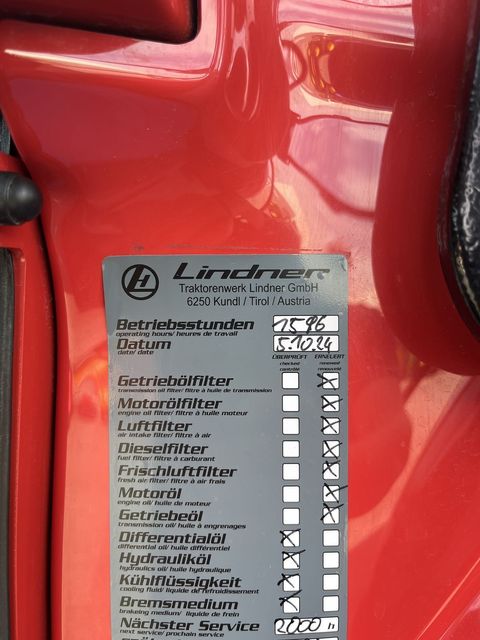 Lindner
Traktorenwerk Lindner GmbH
6250 Kundl / Tirol / Austria
Betriebsstunden 1596
operating hours/ heures de travail
Datum 5.10.24
date/ date
ÜBERPRÜFT ERNEUERT
checked renewed
contrôlé renouvelé
Getriebölfilter
transmission oil filter/ filtre à huile de transmission
Motorölfilter
engine oil filter/ filtre à huile moteur
Luftfilter
air intake filter/ filtre à air
Dieselfilter
fuel filter/ filtre à carburant
Frischluftfilter
fresh air filter/ filtre à air frais
Motoröl
engine oil/ huile de moteur
Getriebeöl
transmission oil/ huile à engrenages
Differentialöl
differential oil/ huile différentiel
Hydrauliköl
hydraulics oil/ huile hydraulique
Kühlflüssigkeit
cooling fluid/ liquide de refroidissement
Bremsmedium
brakeing medium/ liquide de frein
Nächster Service 2000 h
next service/ prochain service